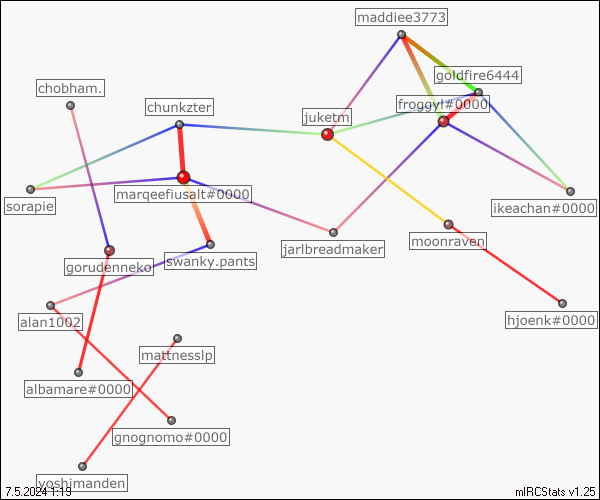 maddiee3773
goldfire6444
chobham.
chunkzter
froggyf#0000
juketm
marqeefiusalt#0000
sorapie
ikeachan#0000
moonraven
jarlbreadmaker
swanky.pants
gorudenneko
alan1002
hjoenk#0000
mattnesslp
albamare#0000
gnognomo#0000
yoshimanden
7.5.2024 1:19
mIRCStats v1.25